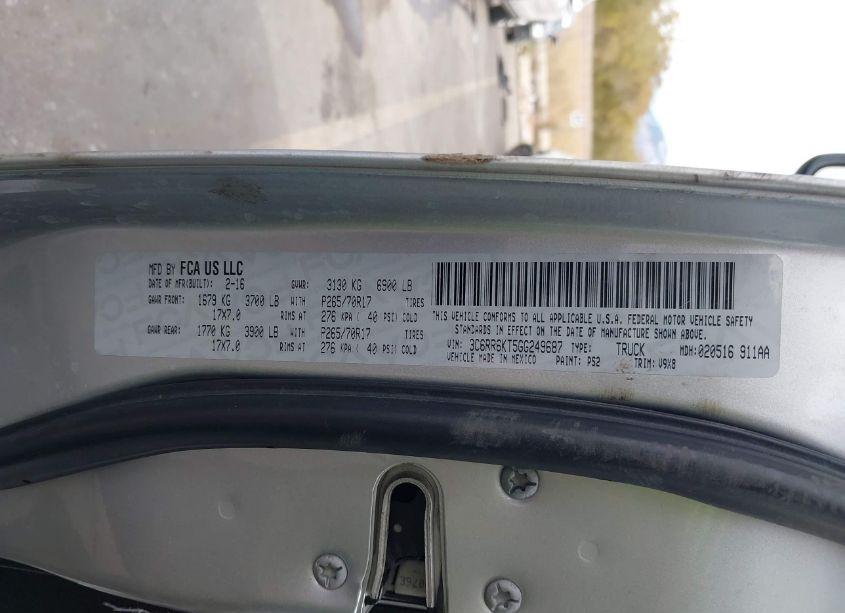 MFD BY FCA US LLC
DATE OF MFR(BUILT): 2-16 GVWR: 3130 KG 6900 LB
GAWR FRONT: 1679 KG 3700 LB WITH P265/70R17 TIRES
17X7.0 RIMS AT 276 KPA ( 40 PSI) COLD
GAWR REAR: 1770 KG 3900 LB WITH P265/70R17 TIRES
17X7.0 RIMS AT 276 KPA ( 40 PSI) COLD
THIS VEHICLE CONFORMS TO ALL APPLICABLE U.S.A. FEDERAL MOTOR VEHICLE SAFETY
STANDARDS IN EFFECT ON THE DATE OF MANUFACTURE SHOWN ABOVE.
VIN: 3C6RR6KT5GG249687 TYPE: TRUCK MDH:020516 911AA
VEHICLE MADE IN MEXICO PAINT: PS2 TRIM: V9X8